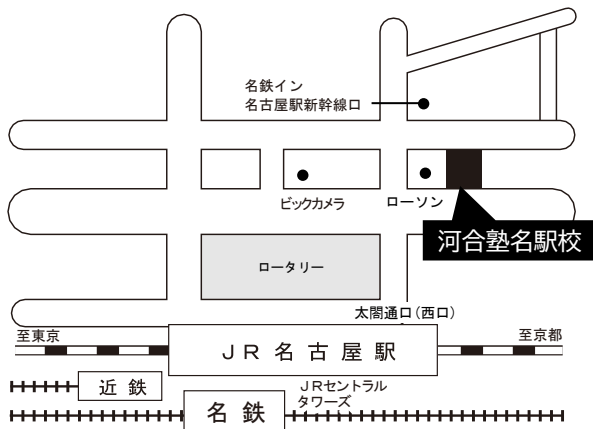 名鉄イン
名古屋駅新幹線口
ビックカメラ
ローソン
河合塾名駅校
ロータリー
太閤通口(西口)
至東京
至京都
JR名古屋駅
近鉄
JRセントラル
タワーズ
名鉄